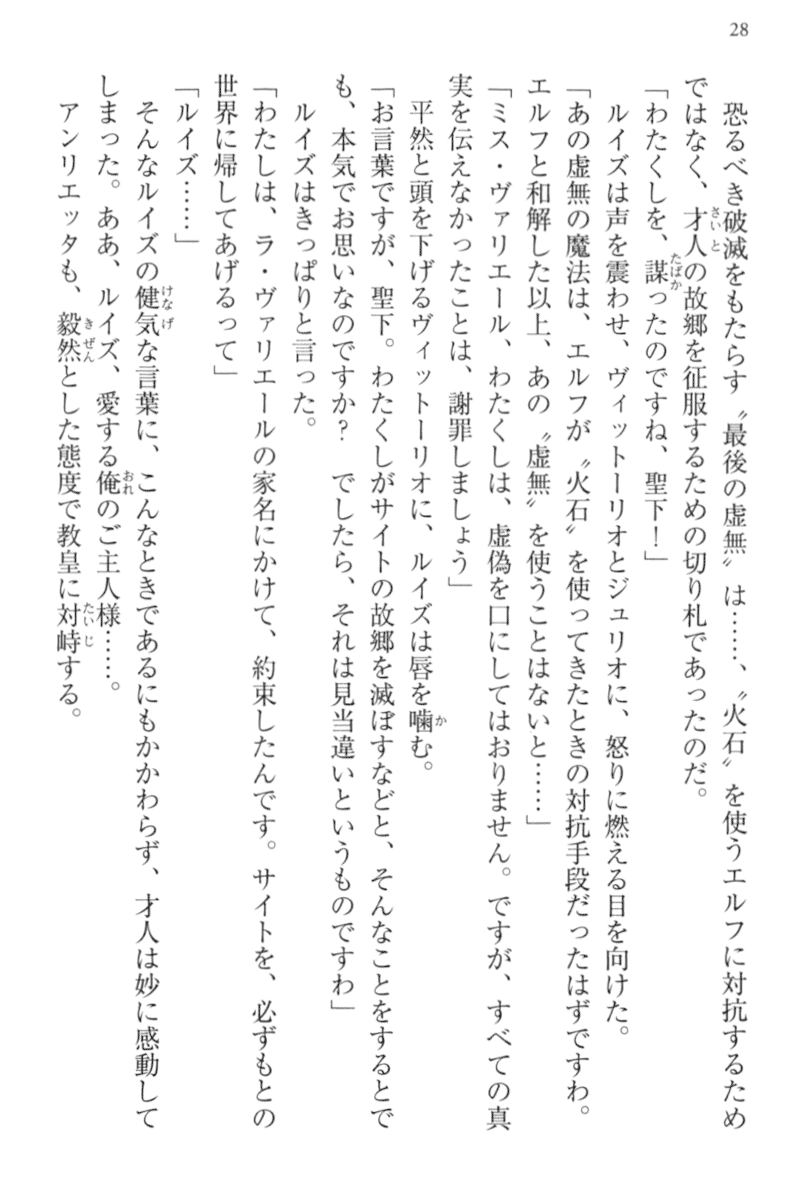 28
恐るべき破滅をもたらす〝最後の虚無〟は……、〝火石〟を使うエルフに対抗するため
ではなく、才人の故郷を征服するための切り札であったのだ。
「わたくしを、謀ったのですね、聖下！」
ルイズは声を震わせ、ヴィットーリオとジュリオに、怒りに燃える目を向けた。
「あの虚無の魔法は、エルフが〝火石〟を使ってきたときの対抗手段だったはずですわ。
エルフと和解した以上、あの〝虚無〟を使うことはないと……」
「ミス・ヴァリエール、わたくしは、虚偽を口にしてはおりません。ですが、すべての真
実を伝えなかったことは、謝罪しましょう」
平然と頭を下げるヴィットーリオに、ルイズは唇を噛む。
「お言葉ですが、聖下。わたくしがサイトの故郷を滅ぼすなどと、そんなことをするとで
も、本気でお思いなのですか？　でしたら、それは見当違いというものですわ」
ルイズはきっぱりと言った。
「わたしは、ラ・ヴァリエールの家名にかけて、約束したんです。サイトを、必ずもとの
世界に帰してあげるって」
「ルイズ……」
そんなルイズの健気な言葉に、こんなときであるにもかかわらず、才人は妙に感動して
しまった。ああ、ルイズ、愛する俺のご主人様……。
アンリエッタも、毅然とした態度で教皇に対峙する。